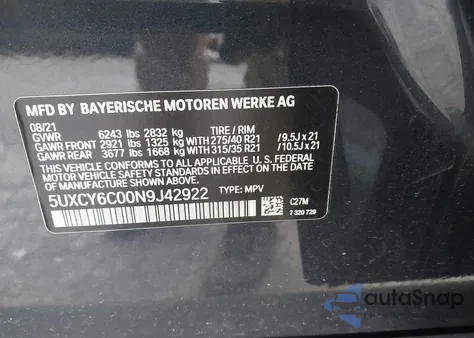 MFD BY BAYERISCHE MOTOREN WERKE AG
08/21
GVWR 6243 lbs 2832 kg TIRE / RIM
GAWR FRONT 2921 lbs 1325 kg WITH 275/40 R21 / 9.5J x 21
GAWR REAR 3677 lbs 1668 kg WITH 315/35 R21 / 10.5J x 21
THIS VEHICLE CONFORMS TO ALL APPLICABLE
FEDERAL MOTOR VEHICLE SAFETY STANDARDS IN
EFFECT ON THE DATE OF MANUFACTURE SHOWN ABOVE.
5UXCY6C00N9J42922 TYPE: MPV
C27M
7 320 729
autoSnap